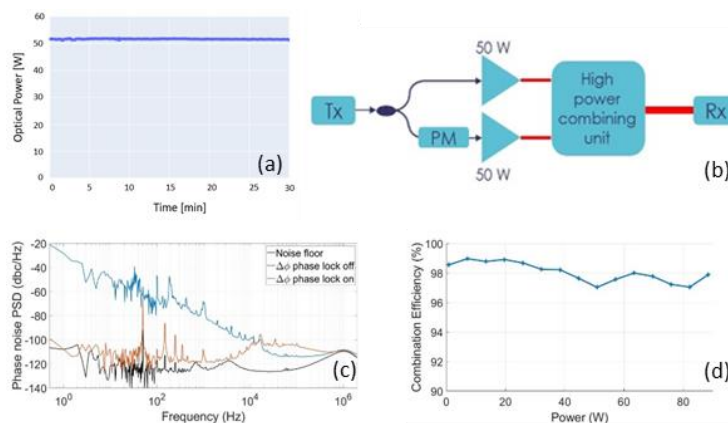 60
50
40
30
20
10
0
Optical Power [W]
0 5 10 15 20 25 30
Time [min]
(a)
50 W
Tx
PM
High
power
combining
unit
Rx
50 W
(b)
-20
-40
-60
-80
-100
-120
-140
Phase noise PSD (dbc/Hz)
Noise floor
Δϕ phase lock off
Δϕ phase lock on
10⁰ 10² 10⁴ 10⁶
Frequency (Hz)
(c)
100
98
96
94
92
90
Combination Efficiency (%)
0 20 40 60 80
Power (W)
(d)